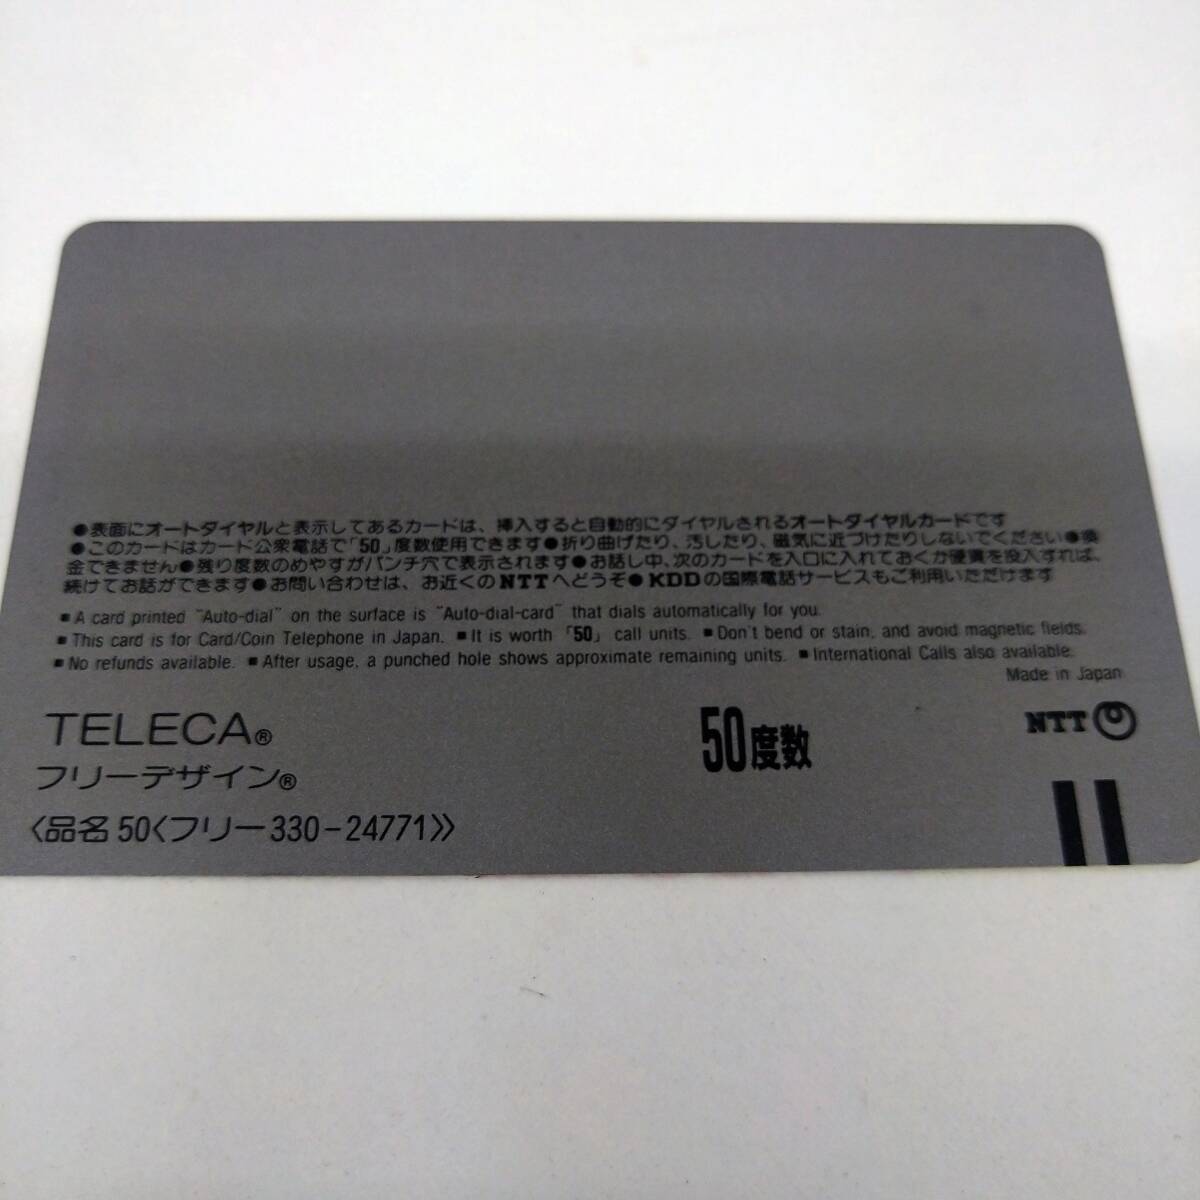 ●表面にオートダイヤルと表示してあるカードは、挿入すると自動的にダイヤルされるオートダイヤルカードです
●このカードはカード公衆電話で「50」度数使用できます●折り曲げたり、汚したり、磁気に近づけたりしないでください●換
金できません●残り度数のめやすがパンチ穴で表示されます●お話し中、次のカードを入口に入れておくか硬貨を投入すれば、
続けてお話ができます●お問い合わせは、お近くのNTTへどうぞ●KDDの国際電話サービスもご利用いただけます
■A card printed "Auto-dial" on the surface is "Auto-dial-card" that dials automatically for you.
■This card is for Card/Coin Telephone in Japan. ■It is worth「50」call units. ■Don't bend or stain, and avoid magnetic fields.
■No refunds available. ■After usage, a punched hole shows approximate remaining units. ■International Calls also available.
Made in Japan
TELECA®
50度数
NTT
フリーデザイン®
〈品名 50〈フリー330-24771〉〉